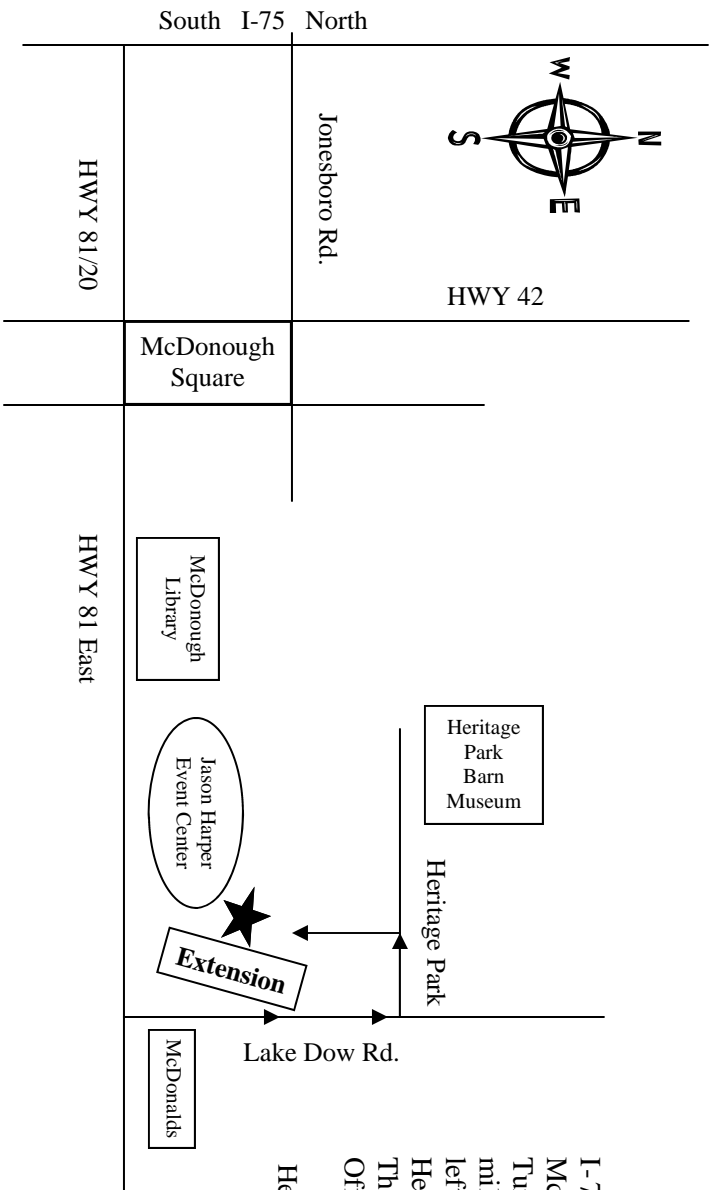 South I-75 North
W
N
S
E
Jonesboro Rd.
HWY 81/20
HWY 42
McDonough
Square
HWY 81 East
McDonough
Library
Heritage
Park
Barn
Museum
Jason Harper
Event Center
Heritage Park
Extension
Lake Dow Rd.
McDonalds